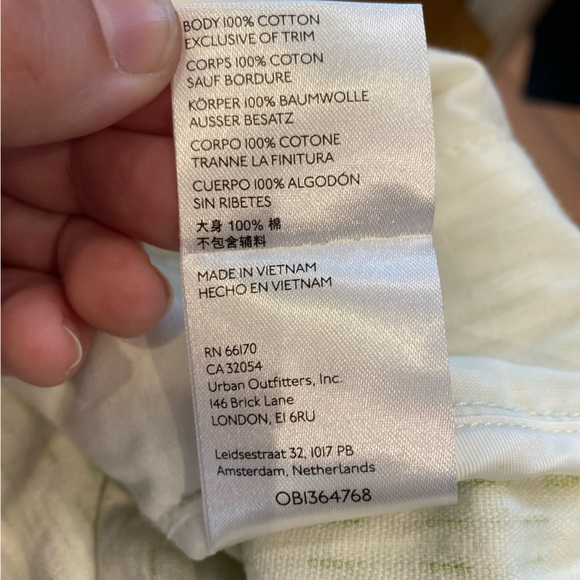 BODY 100% COTTON
EXCLUSIVE OF TRIM
CORPS 100% COTON
SAUF BORDURE
KÖRPER 100% BAUMWOLLE
AUSSER BESATZ
CORPO 100% COTONE
TRANNE LA FINITURA
CUERPO 100% ALGODÓN
SIN RIBETES
大身 100% 棉
不包含辅料
MADE IN VIETNAM
HECHO EN VIETNAM
RN 66170
CA 32054
Urban Outfitters, Inc.
146 Brick Lane
LONDON, E1 6RU
Leidsestraat 32, 1017 PB
Amsterdam, Netherlands
OB1364768